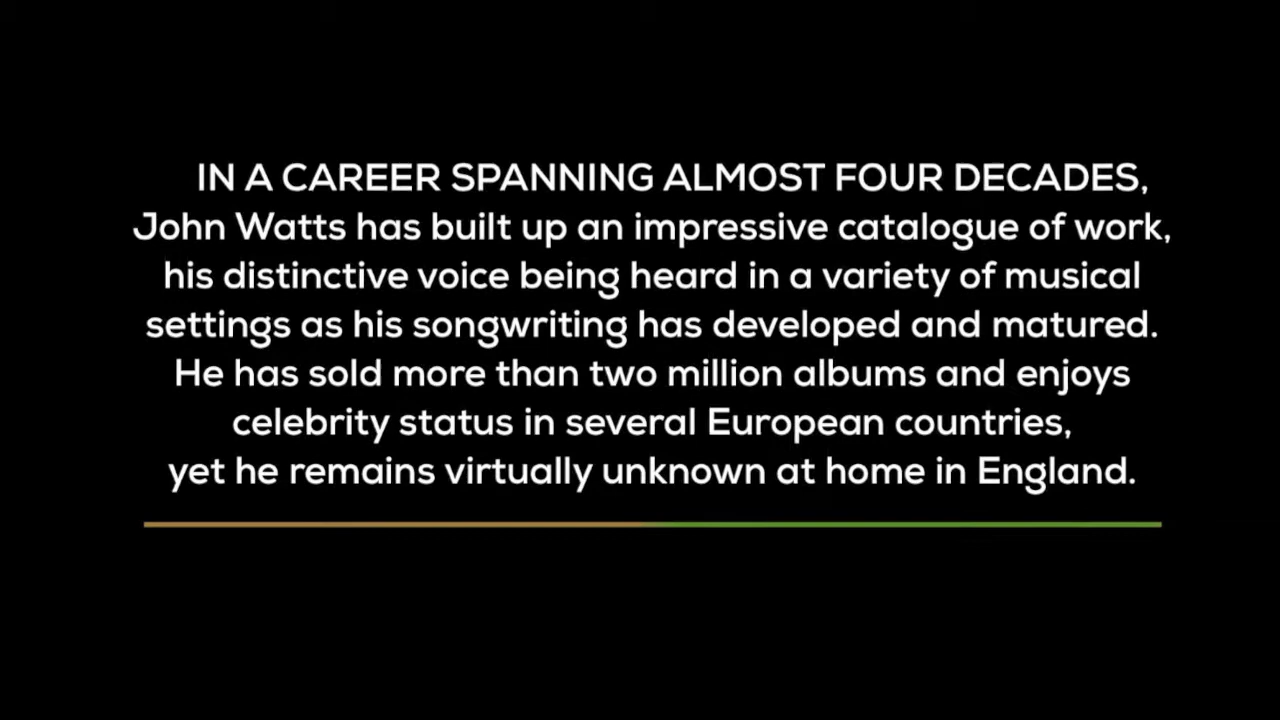 IN A CAREER SPANNING ALMOST FOUR DECADES,
John Watts has built up an impressive catalogue of work,
his distinctive voice being heard in a variety of musical
settings as his songwriting has developed and matured.
He has sold more than two million albums and enjoys
celebrity status in several European countries,
yet he remains virtually unknown at home in England.